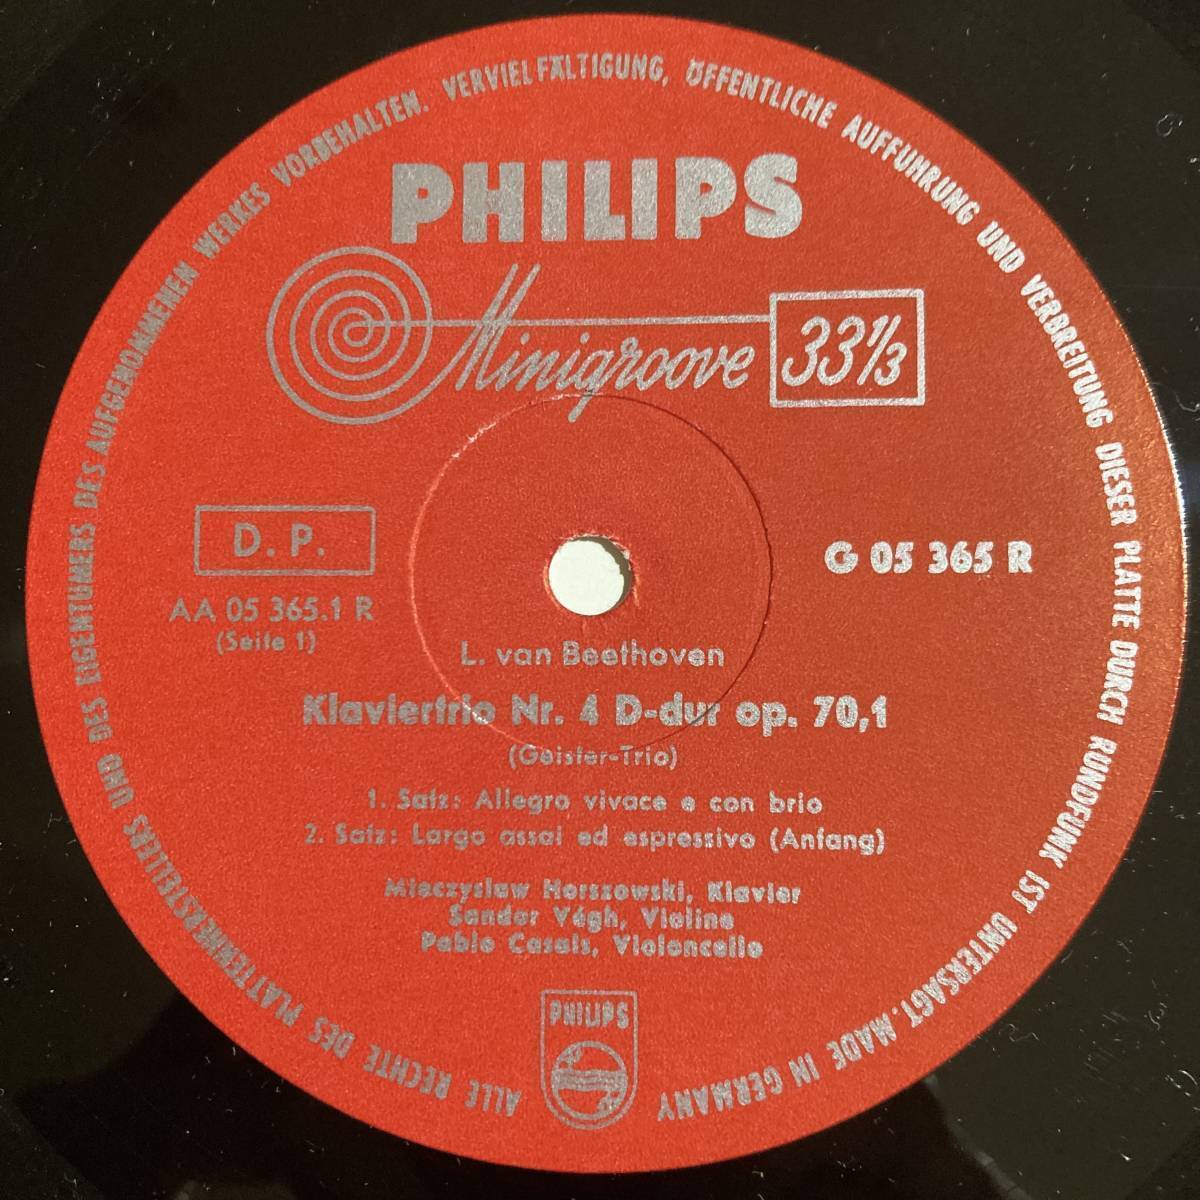 ALLE RECHTE DES PLATTENHERSTELLERS UND DES EIGENTUMERS DES AUFGENOMMENEN WERKES VORBEHALTEN. VERVIELFÄLTIGUNG, ÖFFENTLICHE AUFFUHRUNG UND VERBREITUNG DIESER PLATTE DURCH RUNDFUNK IST UNTERSAGT. MADE IN GERMANY
PHILIPS
Minigroove 33⅓
D. P.
AA 05 365.1 R
(Seite 1)
G 05 365 R
L. van Beethoven
Klaviertrio Nr. 4 D-dur op. 70,1
(Geister-Trio)
1. Satz: Allegro vivace e con brio
2. Satz: Largo assai ed espressivo (Anfang)
Mieczyslaw Horszowski, Klavier
Sandor Végh, Violine
Pablo Casals, Violoncello
PHILIPS